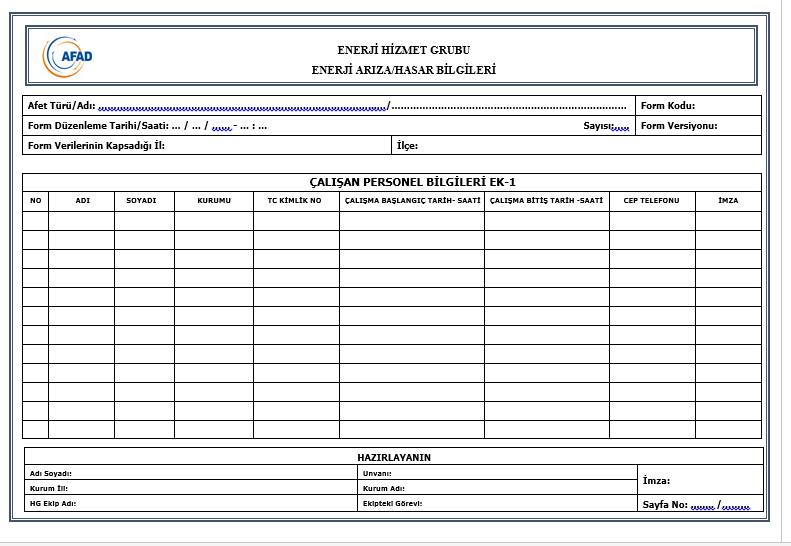 AFAD
ENERJİ HİZMET GRUBU
ENERJİ ARIZA/HASAR BİLGİLERİ
Afet Türü/Adı: ................................................................................/................................................................................ Form Kodu:
Form Düzenleme Tarihi/Saati: ... / ... / ...... - ... : ... Sayısı:...... Form Versiyonu:
Form Verilerinin Kapsadığı İl: İlçe:
ÇALIŞAN PERSONEL BİLGİLERİ EK-1
NO ADI SOYADI KURUMU TC KİMLİK NO ÇALIŞMA BAŞLANGIÇ TARİH- SAATİ ÇALIŞMA BİTİŞ TARİH -SAATİ CEP TELEFONU İMZA
HAZIRLAYANIN
Adı Soyadı: Unvanı:
İmza:
Kurum İli: Kurum Adı:
HG Ekip Adı: Ekipteki Görevi: Sayfa No: ....... /........